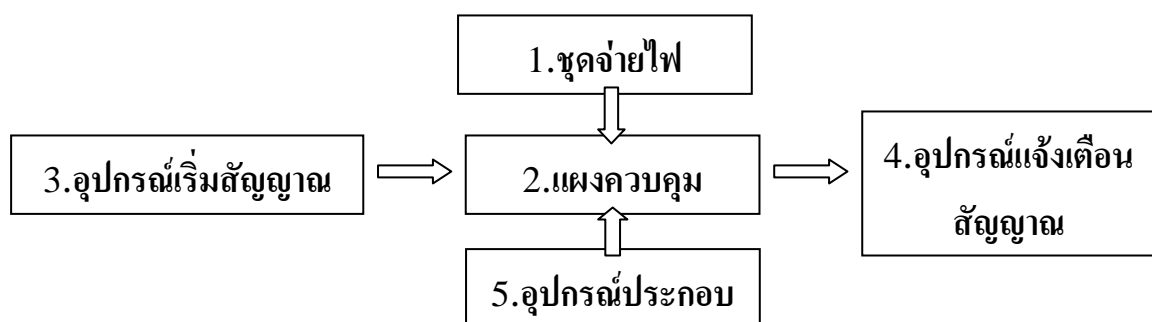 1.ชุดจ่ายไฟ
3.อุปกรณ์เริ่มสัญญาณ
2.แผงควบคุม
4.อุปกรณ์แจ้งเตือน
สัญญาณ
5.อุปกรณ์ประกอบ